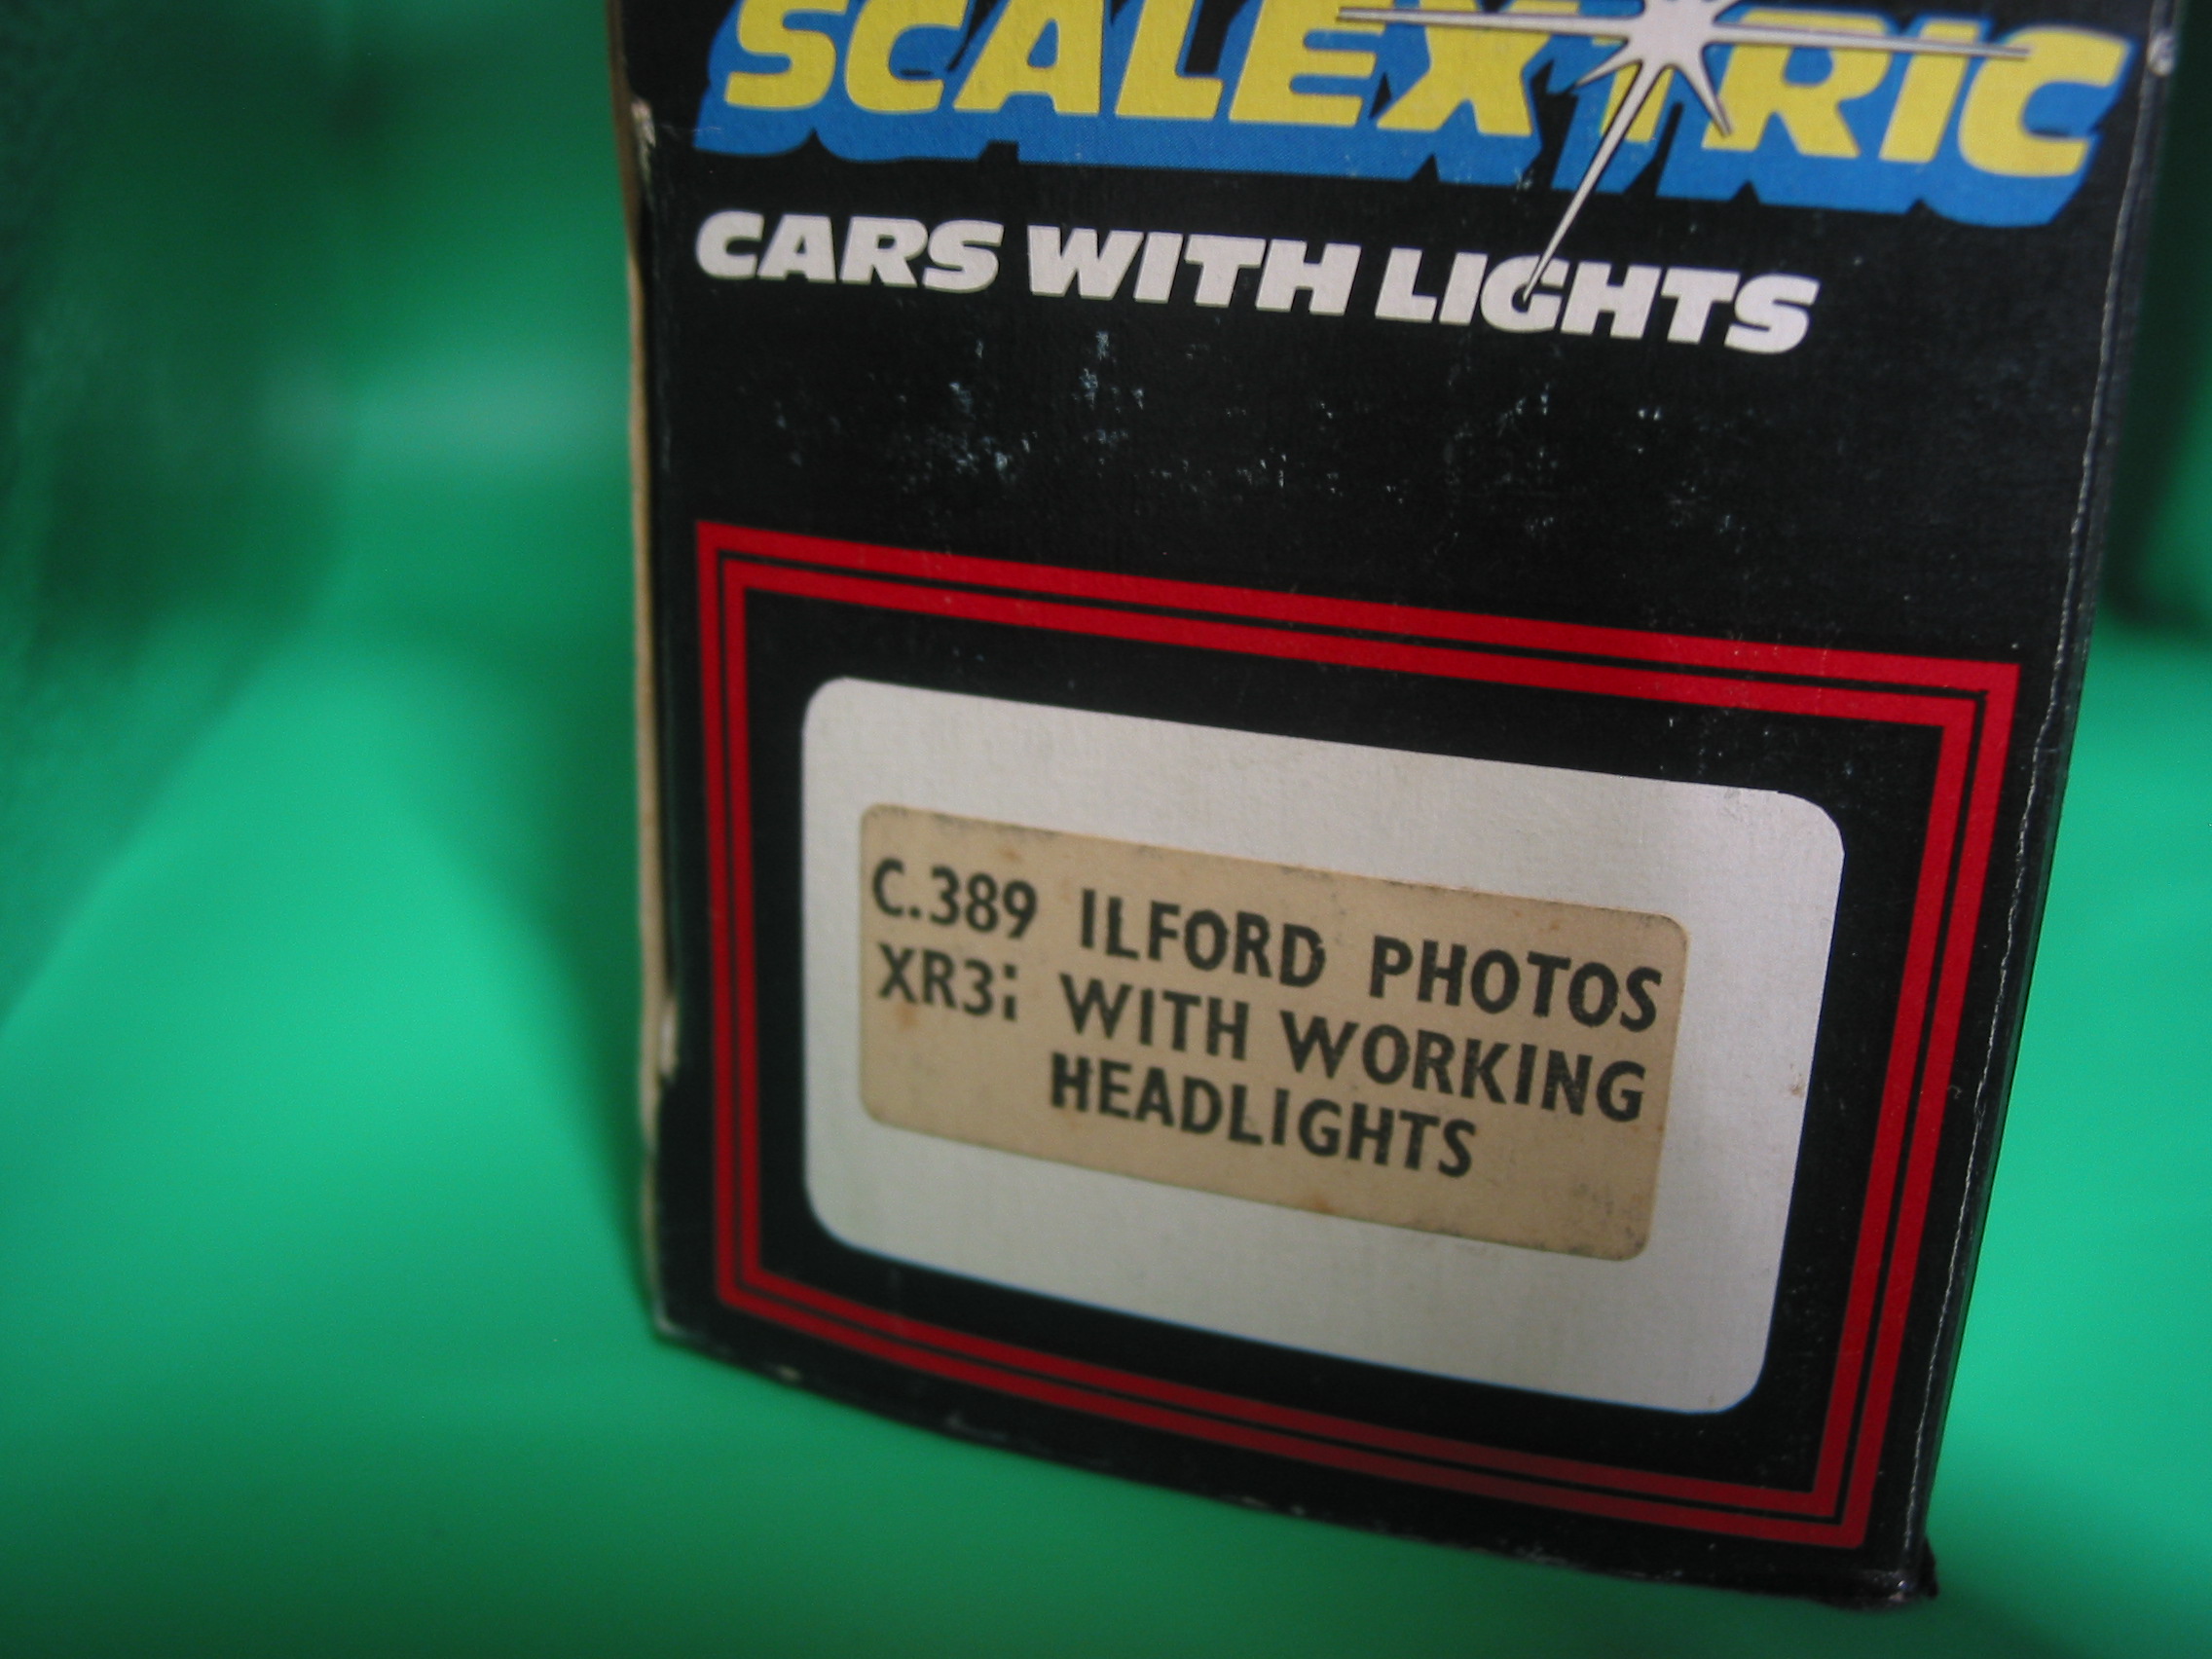 SCALEXTRIC
CARS WITH LIGHTS
C.389 ILFORD PHOTOS
XR3i WITH WORKING
HEADLIGHTS